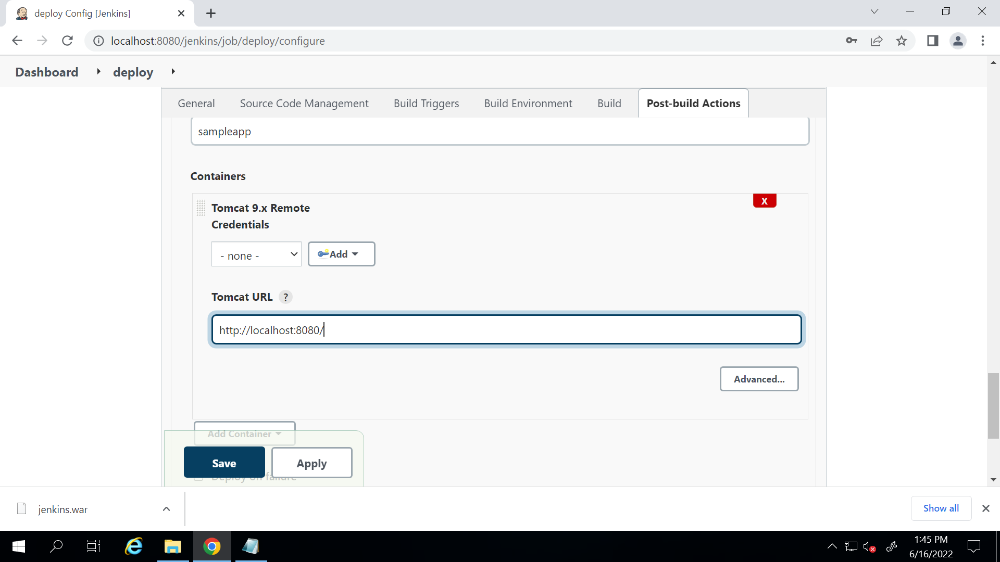 deploy Config [Jenkins]
localhost:8080/jenkins/job/deploy/configure
Dashboard
deploy
General
Source Code Management
Build Triggers
Build Environment
Build
Post-build Actions
sampleapp
Containers
X
Tomcat 9.x Remote
Credentials
- none -
Add
Tomcat URL ?
http://localhost:8080/
Advanced...
Add Container
Save
Apply
Deploy on failure
jenkins.war
Show all
1:45 PM
6/16/2022